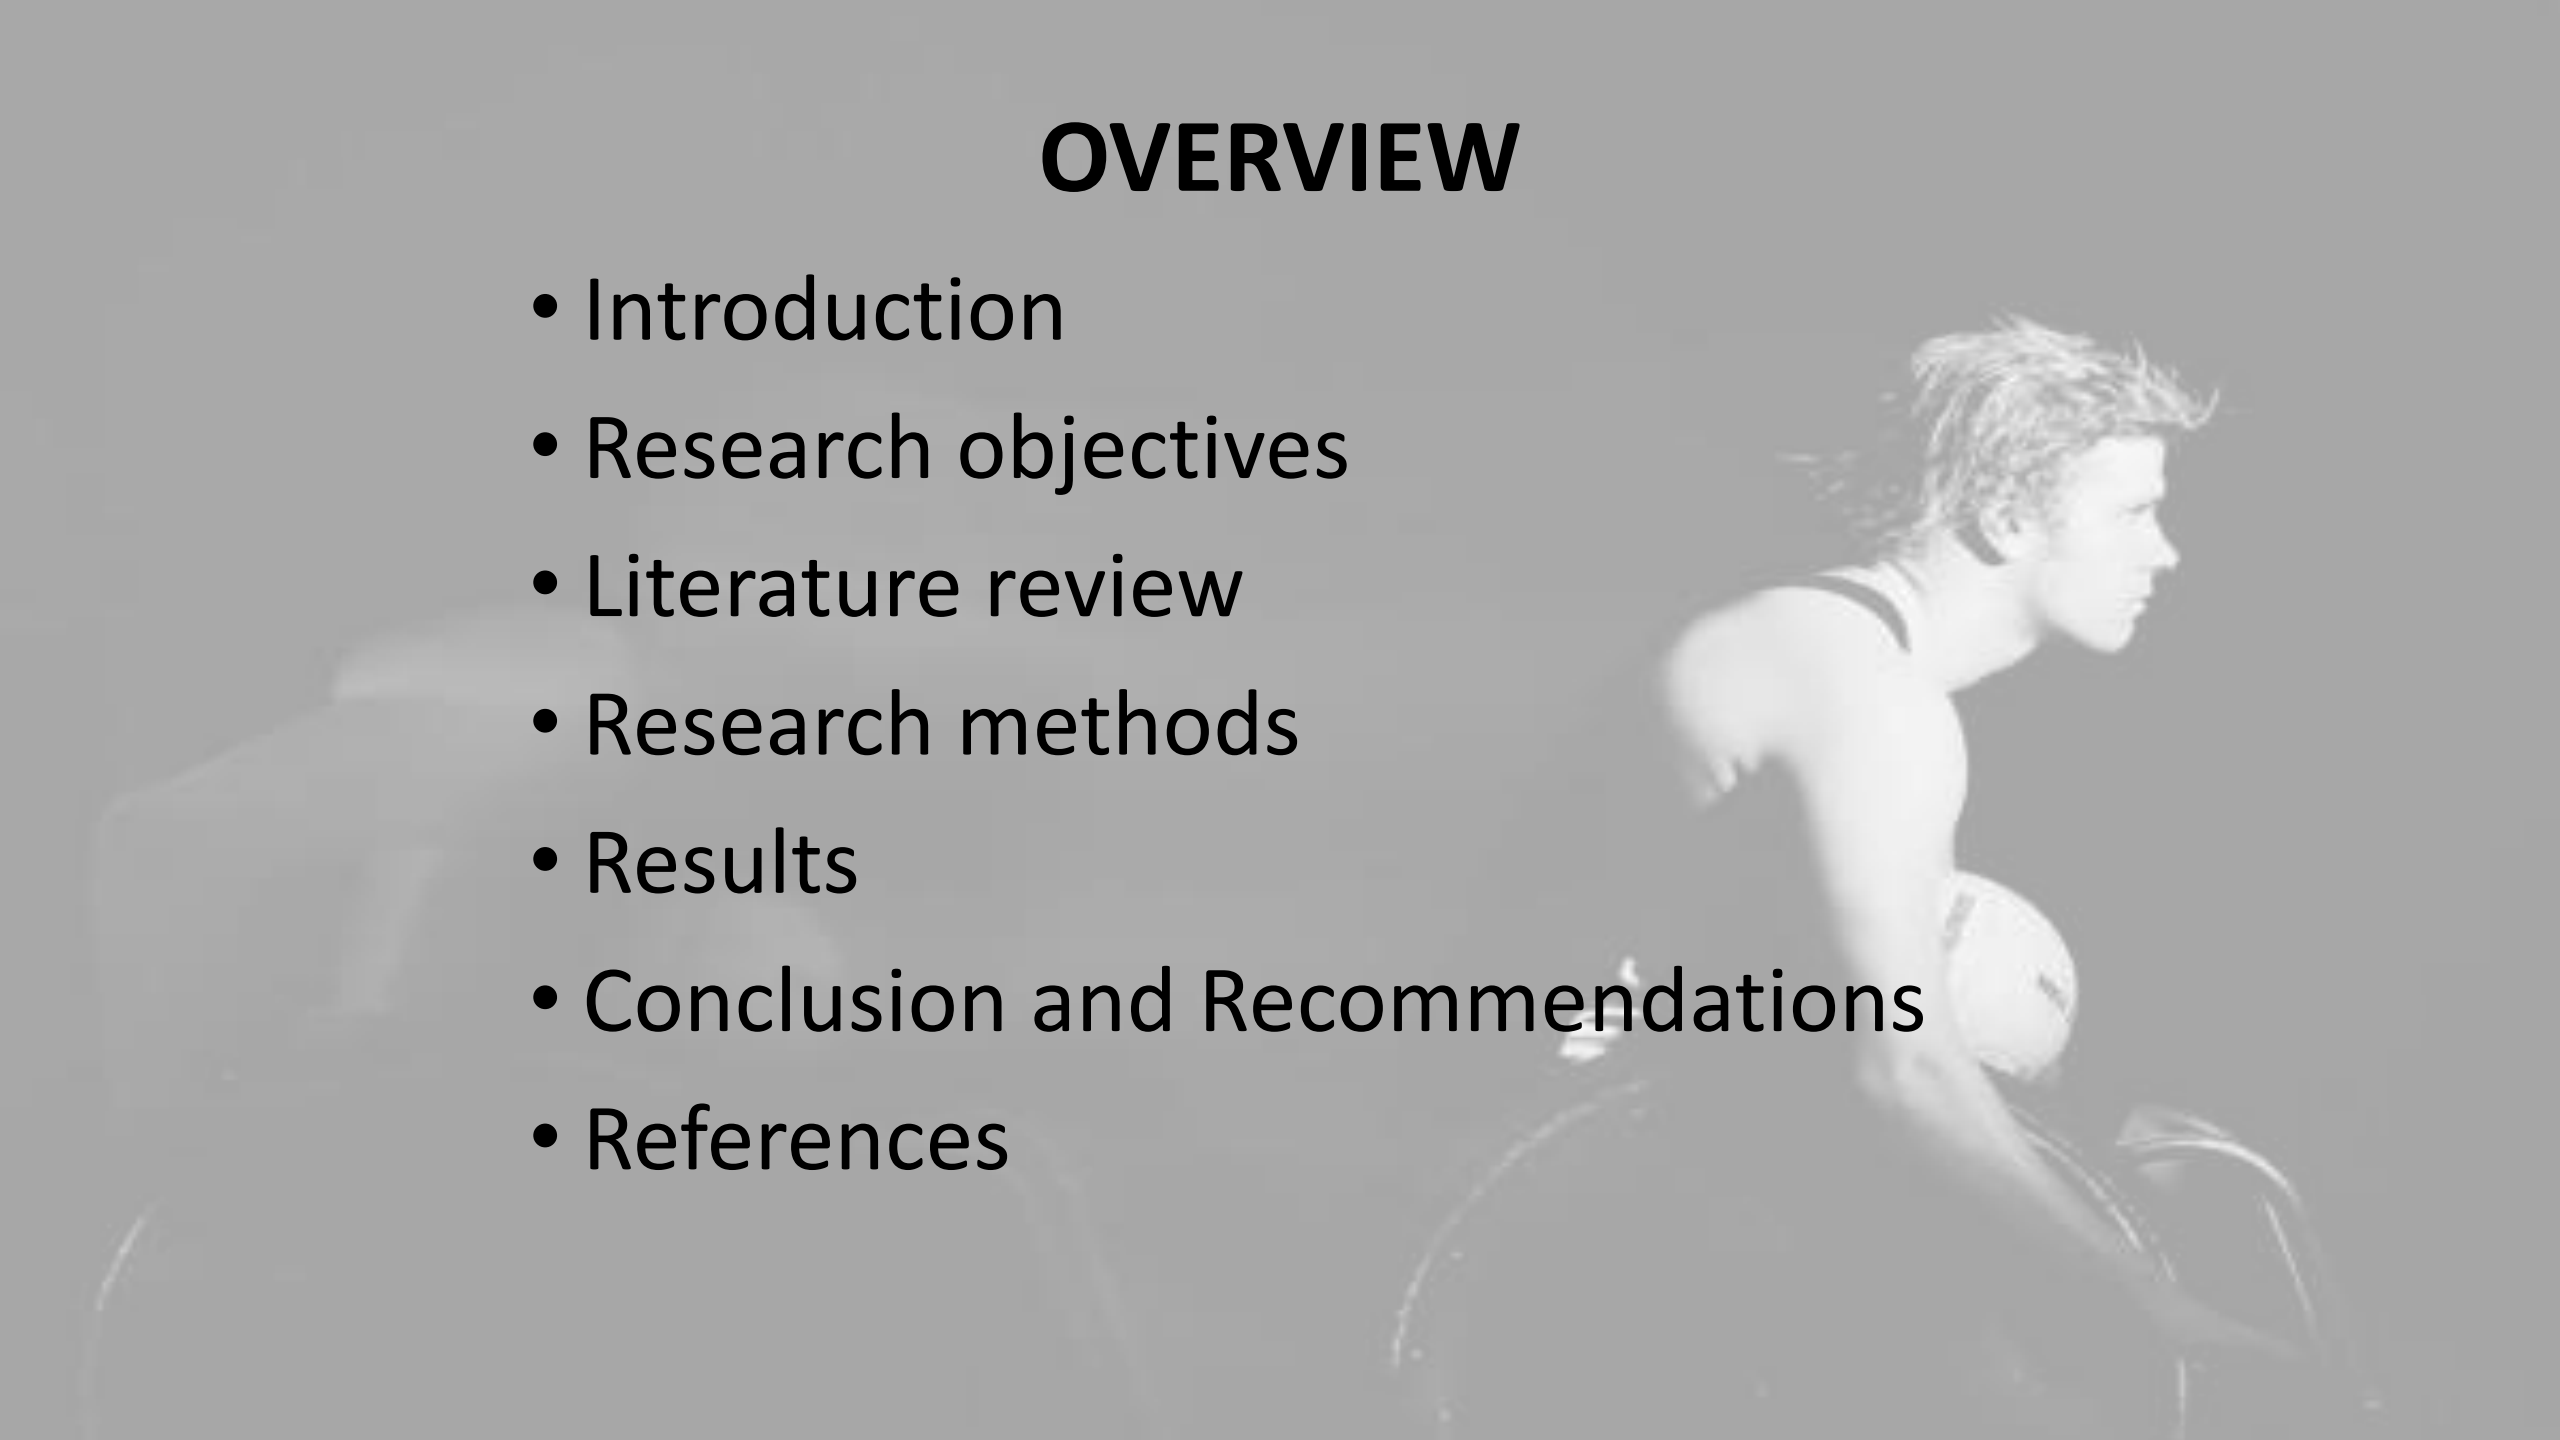 OVERVIEW
• Introduction
• Research objectives
• Literature review
• Research methods
• Results
• Conclusion and Recommendations
• References